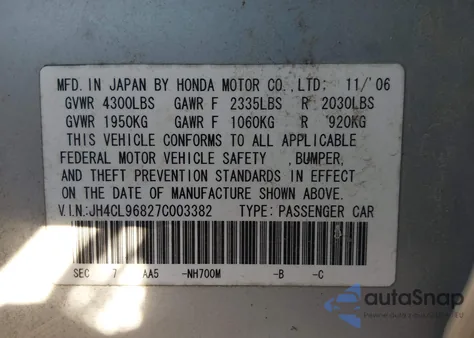 MFD. IN JAPAN BY HONDA MOTOR CO.,LTD; 11/'06
GVWR 4300LBS GAWR F 2335LBS R 2030LBS
GVWR 1950KG GAWR F 1060KG R 920KG
THIS VEHICLE CONFORMS TO ALL APPLICABLE
FEDERAL MOTOR VEHICLE SAFETY ,BUMPER,
AND THEFT PREVENTION STANDARDS IN EFFECT
ON THE DATE OF MANUFACTURE SHOWN ABOVE.
V.I.N:JH4CL96827C003382 TYPE: PASSENGER CAR
SEC 7 AA5 -NH700M -B -C
autoSnap